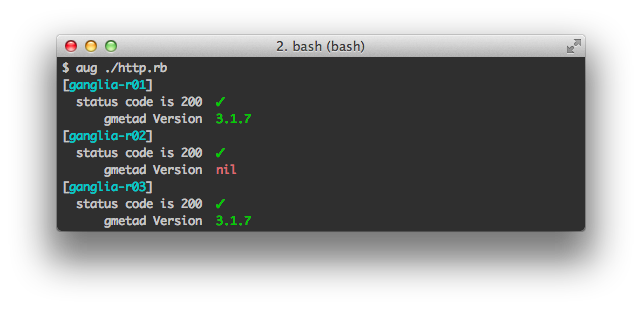 2. bash (bash)
$ aug ./http.rb
[ganglia-r01]
status code is 200 ✓
gmetad Version 3.1.7
[ganglia-r02]
status code is 200 ✓
gmetad Version nil
[ganglia-r03]
status code is 200 ✓
gmetad Version 3.1.7